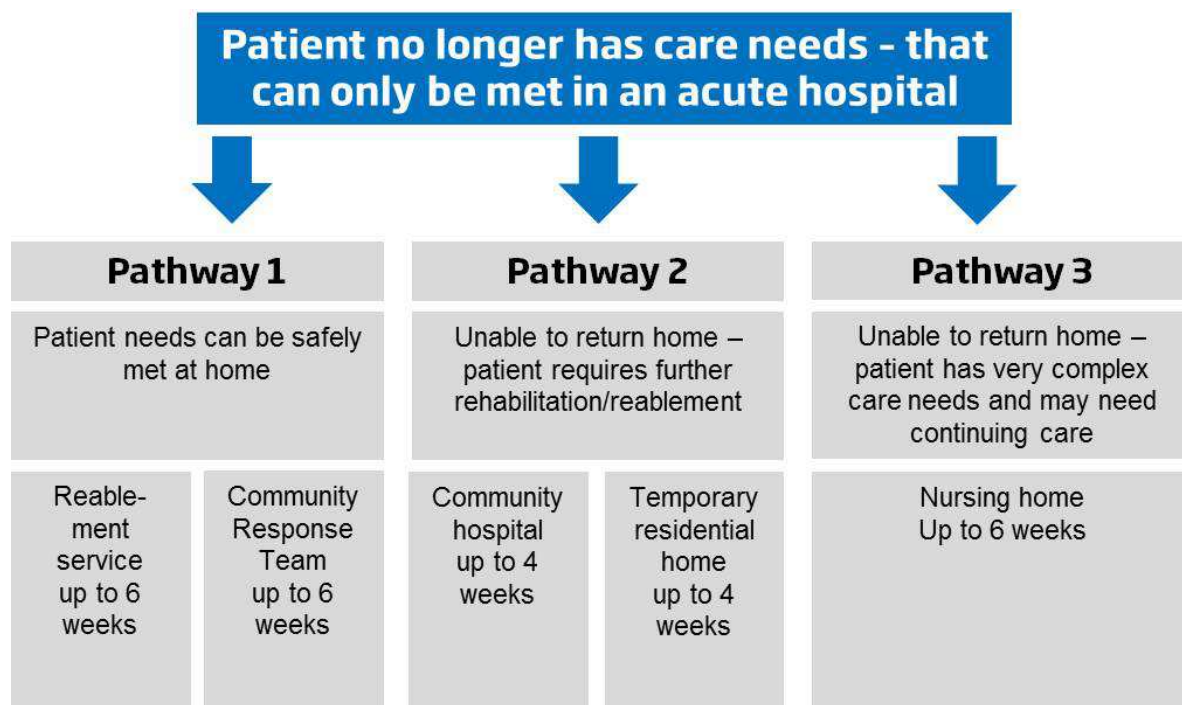 Patient no longer has care needs – that
can only be met in an acute hospital
Pathway 1
Patient needs can be safely
met at home
Reable-
ment
service
up to 6
weeks
Community
Response
Team
up to 6
weeks
Pathway 2
Unable to return home –
patient requires further
rehabilitation/reablement
Community
hospital
up to 4
weeks
Temporary
residential
home
up to 4
weeks
Pathway 3
Unable to return home –
patient has very complex
care needs and may need
continuing care
Nursing home
Up to 6 weeks